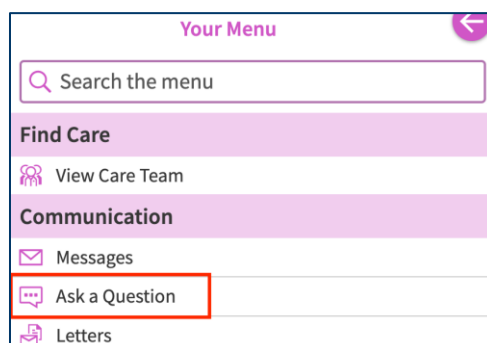 Your Menu
Search the menu
Find Care
View Care Team
Communication
Messages
Ask a Question
Letters